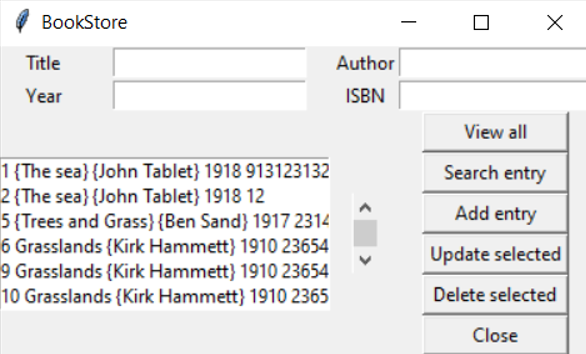 BookStore
Title
Author
Year
ISBN
View all
1 {The sea} {John Tablet} 1918 913123132
Search entry
2 {The sea} {John Tablet} 1918 12
Add entry
5 {Trees and Grass} {Ben Sand} 1917 2314
6 Grasslands {Kirk Hammett} 1910 23654
Update selected
9 Grasslands {Kirk Hammett} 1910 23654
Delete selected
10 Grasslands {Kirk Hammett} 1910 2365
Close